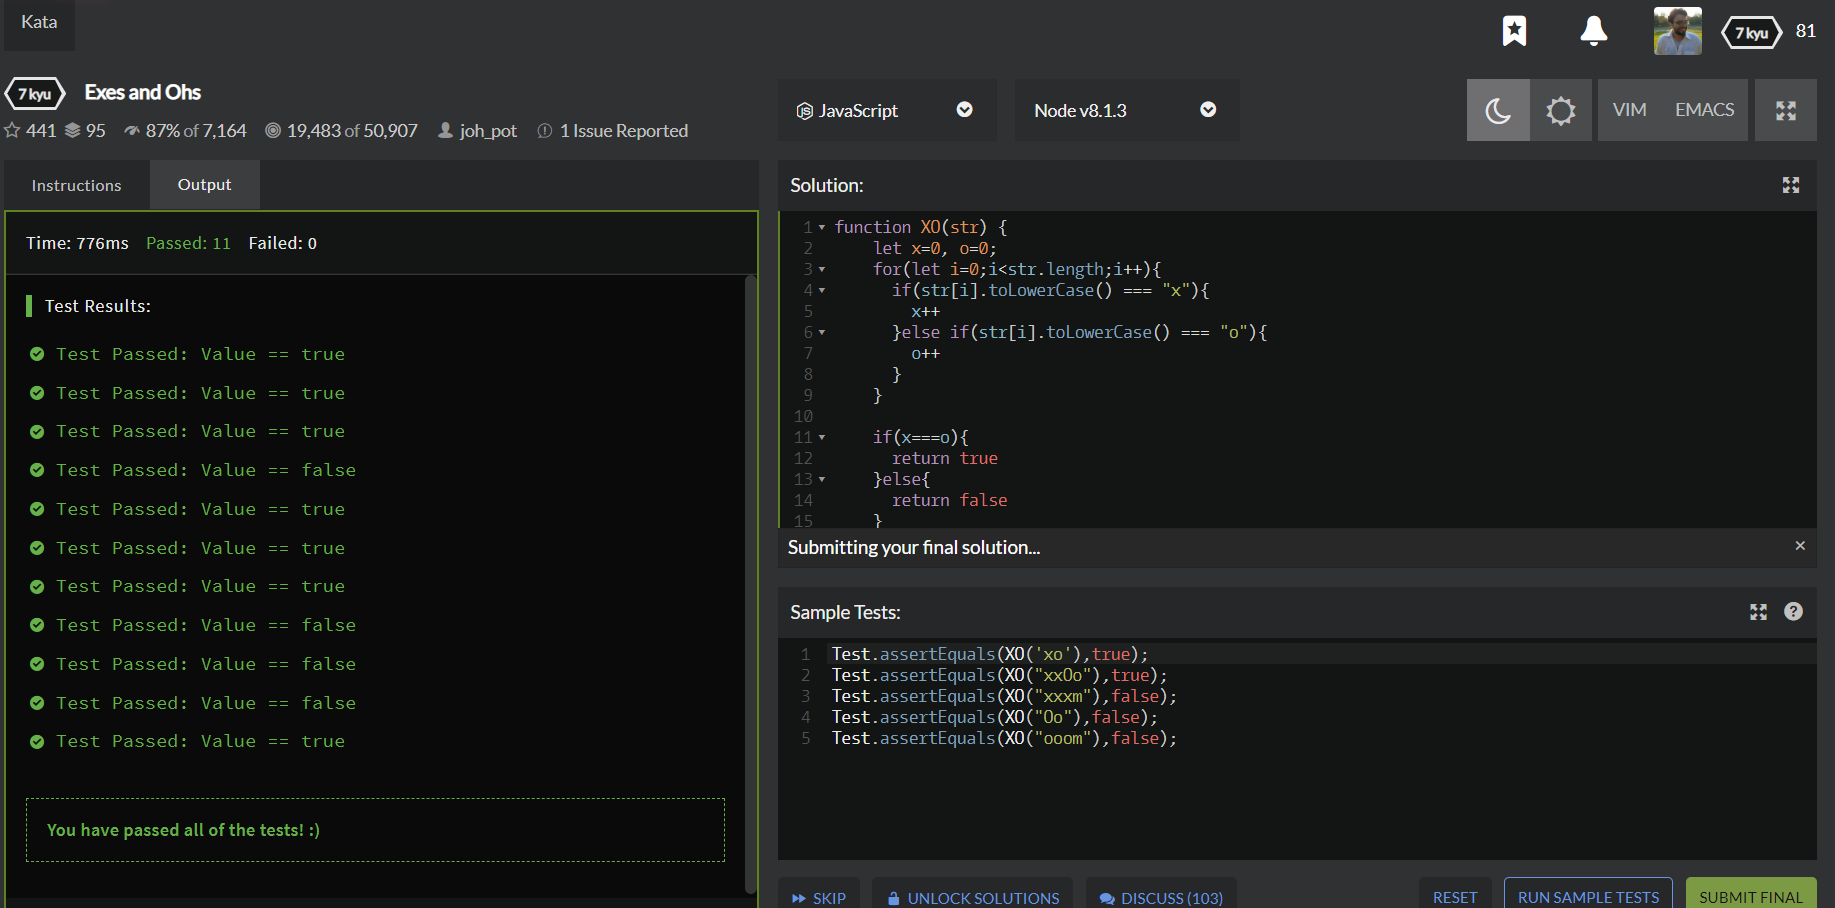 Kata
7 kyu 81
7 kyu Exes and Ohs
441 95 87% of 7,164 19,483 of 50,907 joh_pot 1 Issue Reported
JavaScript Node v8.1.3 VIM EMACS
Instructions Output
Time: 776ms Passed: 11 Failed: 0
Test Results:
Test Passed: Value == true
Test Passed: Value == true
Test Passed: Value == true
Test Passed: Value == false
Test Passed: Value == true
Test Passed: Value == true
Test Passed: Value == true
Test Passed: Value == false
Test Passed: Value == false
Test Passed: Value == false
Test Passed: Value == true
You have passed all of the tests! :)
Solution:
1 function XO(str) {
2 let x=0, o=0;
3 for(let i=0;i<str.length;i++){
4 if(str[i].toLowerCase() === "x"){
5 x++
6 }else if(str[i].toLowerCase() === "o"){
7 o++
8 }
9 }
10
11 if(x===o){
12 return true
13 }else{
14 return false
15 }
Submitting your final solution... ×
Sample Tests: ?
1 Test.assertEquals(XO('xo'),true);
2 Test.assertEquals(XO("xxOo"),true);
3 Test.assertEquals(XO("xxxm"),false);
4 Test.assertEquals(XO("Oo"),false);
5 Test.assertEquals(XO("ooom"),false);
SKIP UNLOCK SOLUTIONS DISCUSS (103) RESET RUN SAMPLE TESTS SUBMIT FINAL